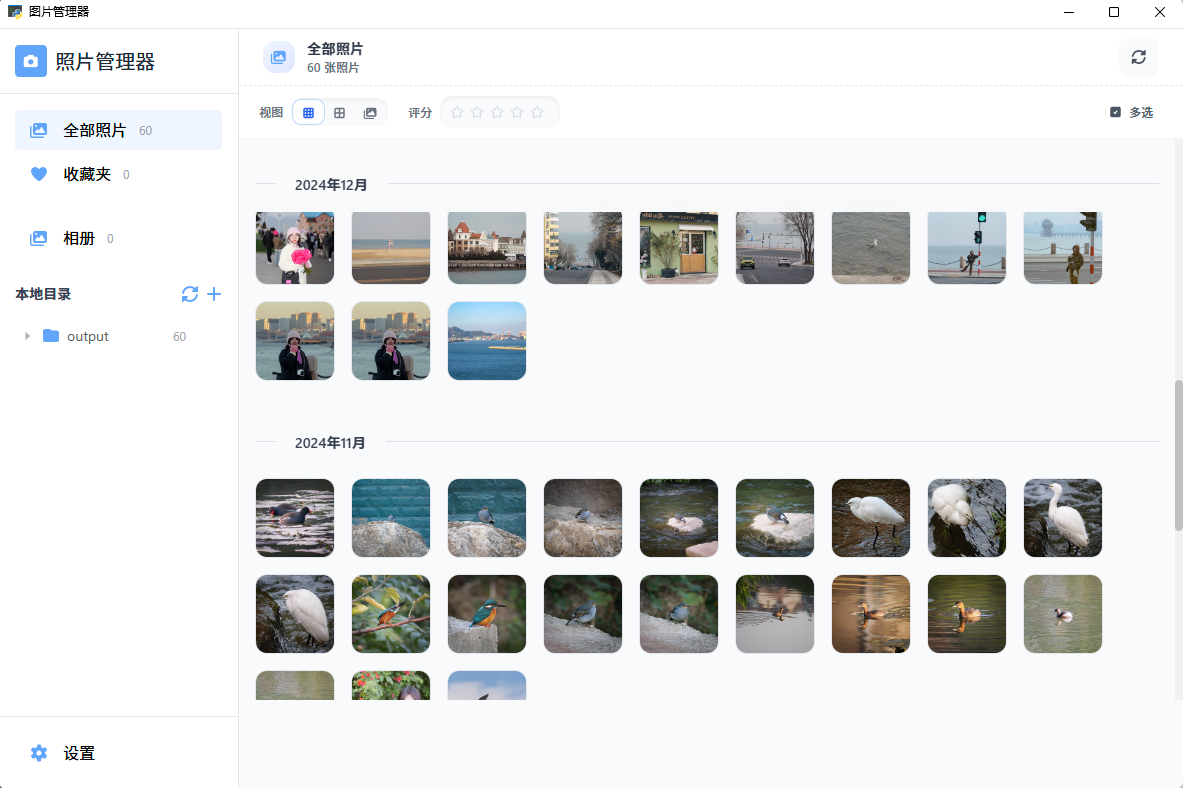 图片管理器
照片管理器
全部照片 60
收藏夹 0
相册 0
本地目录
output 60
设置
全部照片
60 张照片
视图 评分 多选
2024年12月
2024年11月